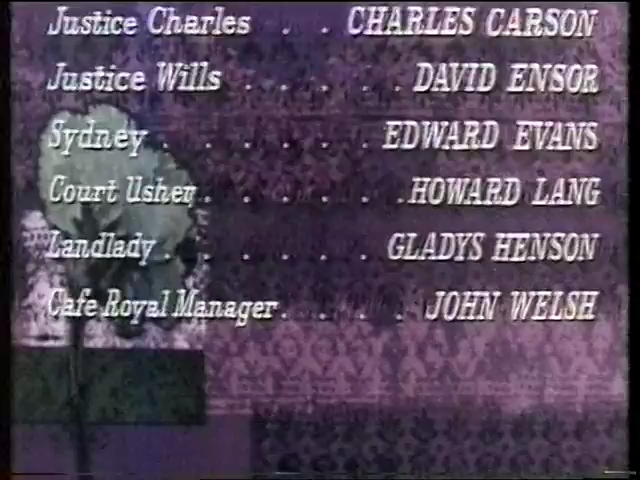 Justice Charles . . CHARLES CARSON
Justice Wills . . . . . DAVID ENSOR
Sydney . . . . . . EDWARD EVANS
Court Usher . . . . . . HOWARD LANG
Landlady . . . . . . GLADYS HENSON
Cafe Royal Manager . . . . JOHN WELSH